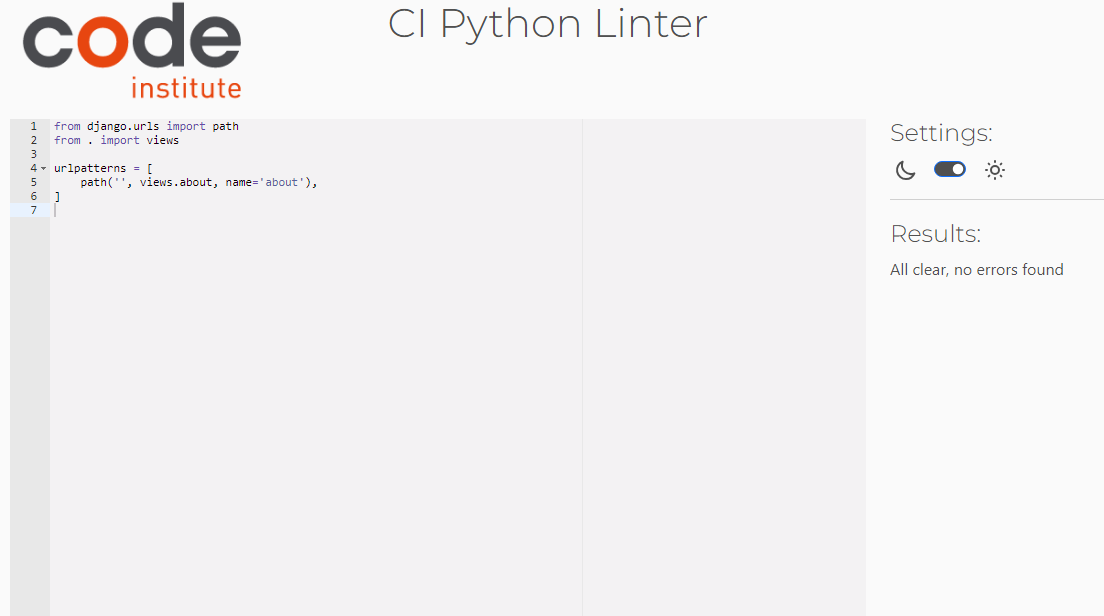 code
institute
CI Python Linter
1 from django.urls import path
2 from . import views
3
4 urlpatterns = [
5     path('', views.about, name='about'),
6 ]
7
Settings:
Results:
All clear, no errors found